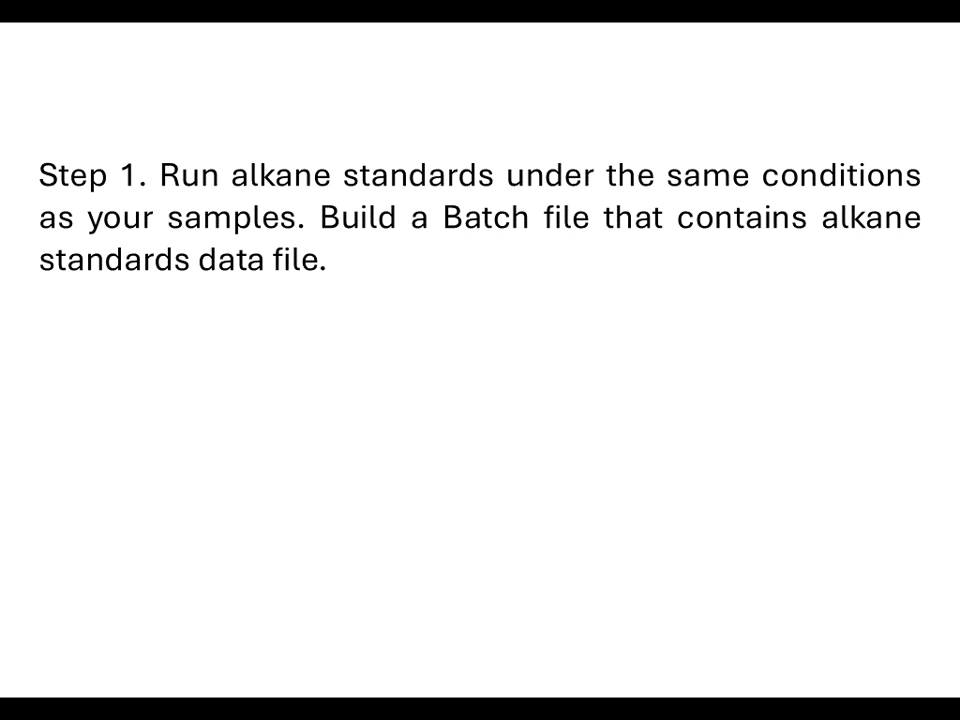 Step 1. Run alkane standards under the same conditions
as your samples. Build a Batch file that contains alkane
standards data file.